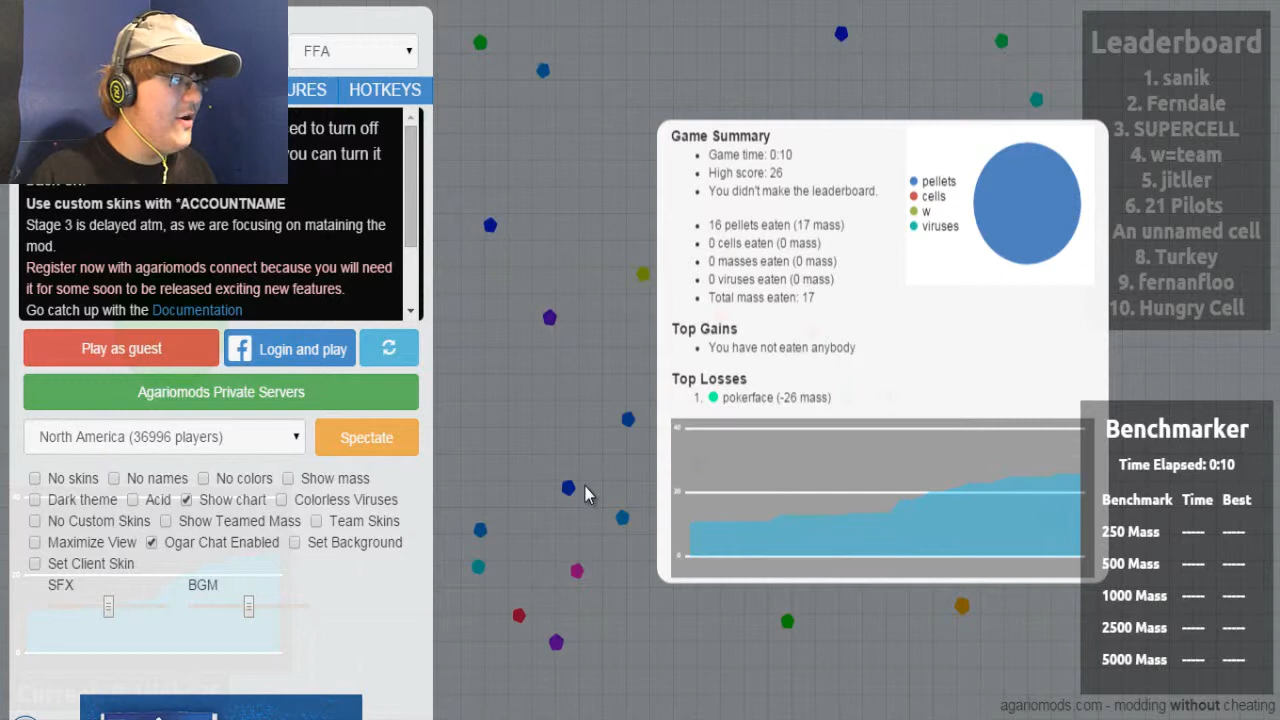 FFA
URES
HOTKEYS
ed to turn off
ou can turn it
Use custom skins with *ACCOUNTNAME
Stage 3 is delayed atm, as we are focusing on mataining the
mod.
Register now with agariomods connect because you will need
it for some soon to be released exciting new features.
Go catch up with the Documentation
Play as guest
Login and play
Agariomods Private Servers
North America (36996 players)
Spectate
No skins No names No colors Show mass
Dark theme Acid Show chart Colorless Viruses
No Custom Skins Show Teamed Mass Team Skins
Maximize View Ogar Chat Enabled Set Background
Set Client Skin
SFX BGM
Game Summary
Game time: 0:10
High score: 26
You didn't make the leaderboard.
16 pellets eaten (17 mass)
0 cells eaten (0 mass)
0 masses eaten (0 mass)
0 viruses eaten (0 mass)
Total mass eaten: 17
pellets
cells
w
viruses
Top Gains
You have not eaten anybody
Top Losses
1. pokerface (-26 mass)
40
20
0
Leaderboard
1. sanik
2. Ferndale
3. SUPERCELL
4. w=team
5. jitller
6. 21 Pilots
An unnamed cell
8. Turkey
9. fernanfloo
10. Hungry Cell
Benchmarker
Time Elapsed: 0:10
Benchmark Time Best
250 Mass ----- -----
500 Mass ----- -----
1000 Mass ----- -----
2500 Mass ----- -----
5000 Mass ----- -----
agariomods.com - modding without cheating